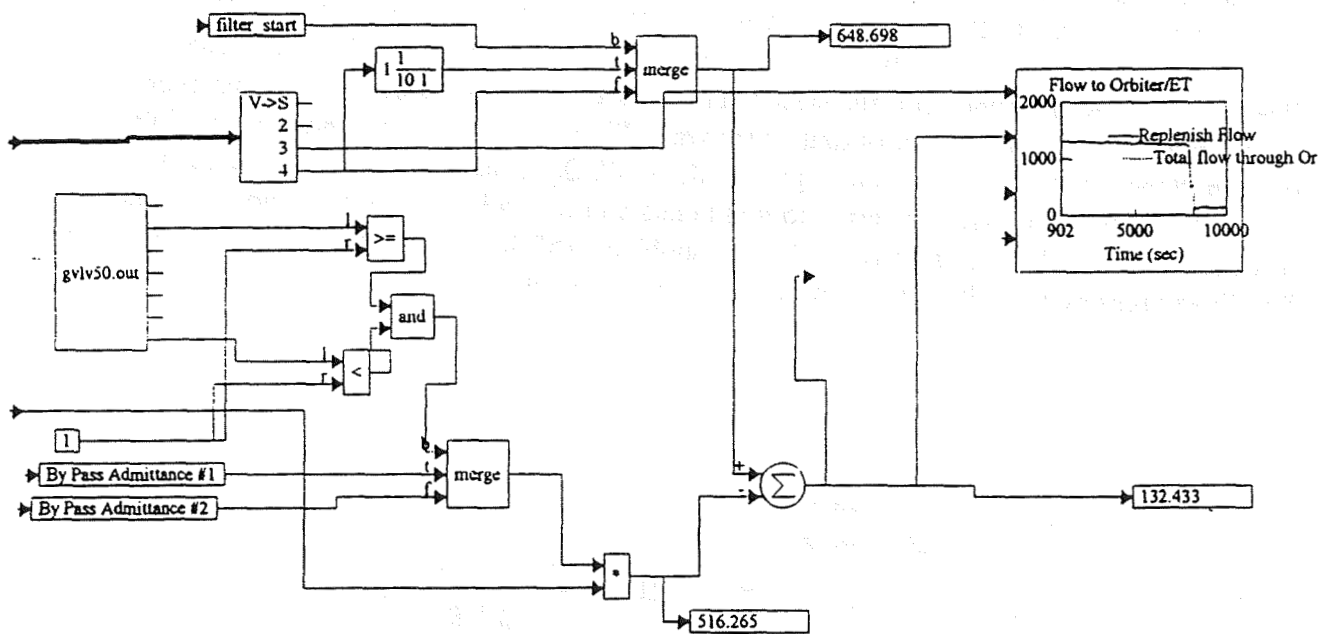 filter_start
648.698
b
t
f
merge
1 1
10 1
V->S
2
3
4
Flow to Orbiter/ET
2000
1000
0
Replenish Flow
Total flow through Or
902 5000 10000
Time (sec)
gvlv50.out
l
r
>=
and
l
r
<
1
b
t
f
merge
By Pass Admittance #1
By Pass Admittance #2
+
-
Σ
132.433
*
516.265